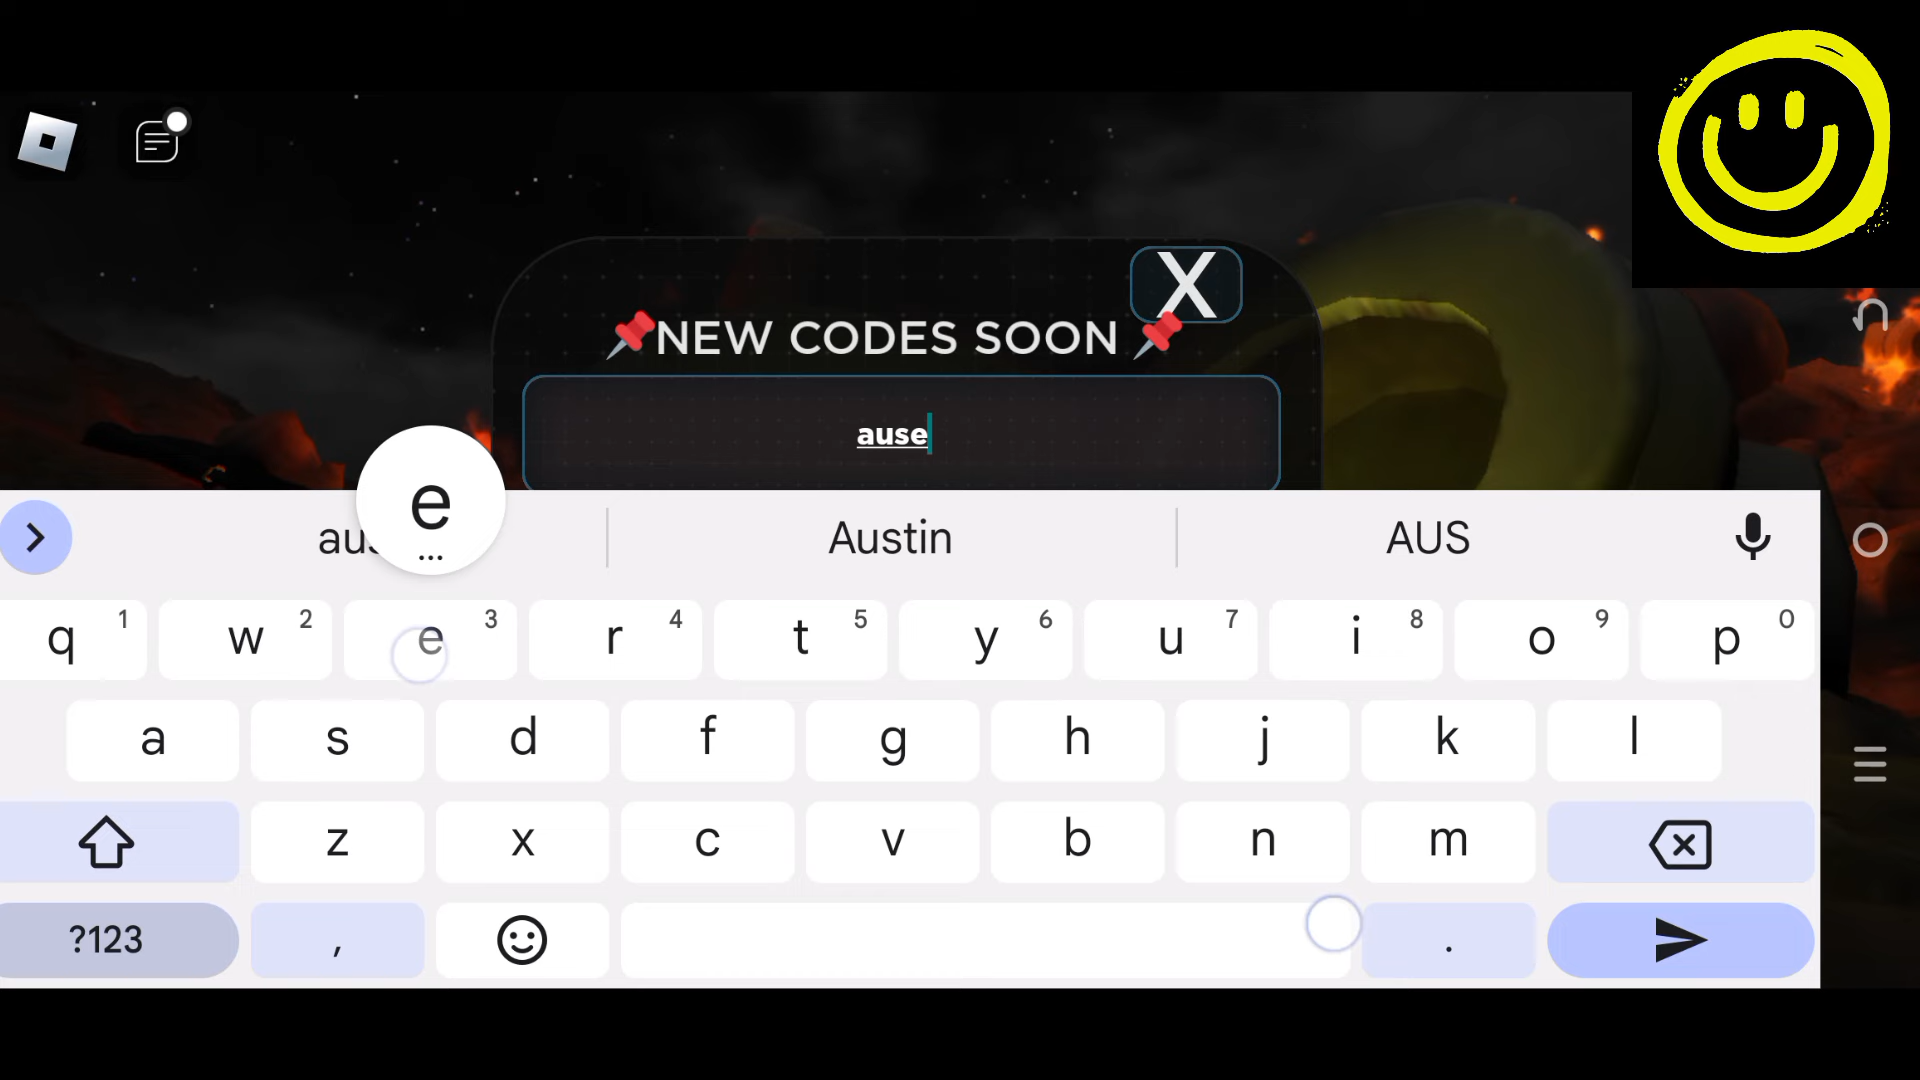 X
📌NEW CODES SOON 📌
ause
e
...
Austin
AUS
q 1 w 2 e 3 r 4 t 5 y 6 u 7 i 8 o 9 p 0
a s d f g h j k l
z x c v b n m
?123 , .